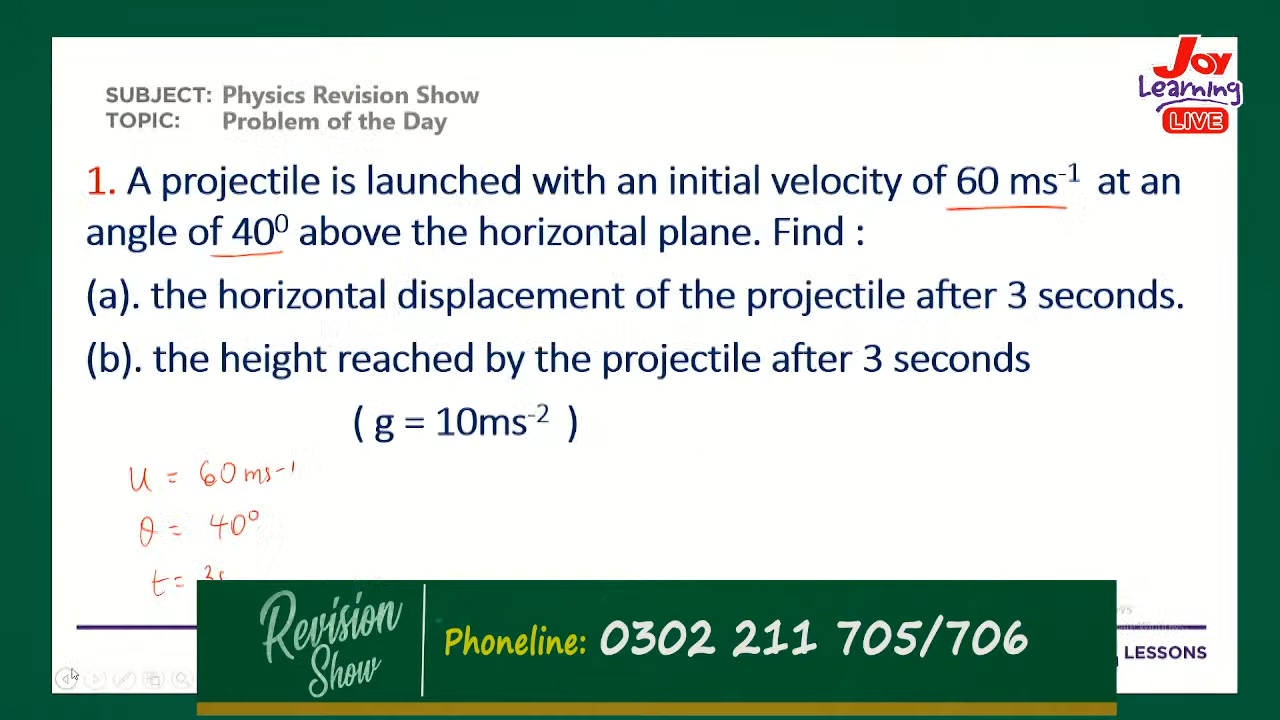 Joy
Learning
LIVE
SUBJECT: Physics Revision Show
TOPIC: Problem of the Day
1. A projectile is launched with an initial velocity of 60 ms⁻¹ at an
angle of 40⁰ above the horizontal plane. Find :
(a). the horizontal displacement of the projectile after 3 seconds.
(b). the height reached by the projectile after 3 seconds
( g = 10ms⁻² )
u = 60 ms⁻¹
θ = 40⁰
t = 3s
Revision
Show
Phoneline: 0302 211 705/706
LESSONS